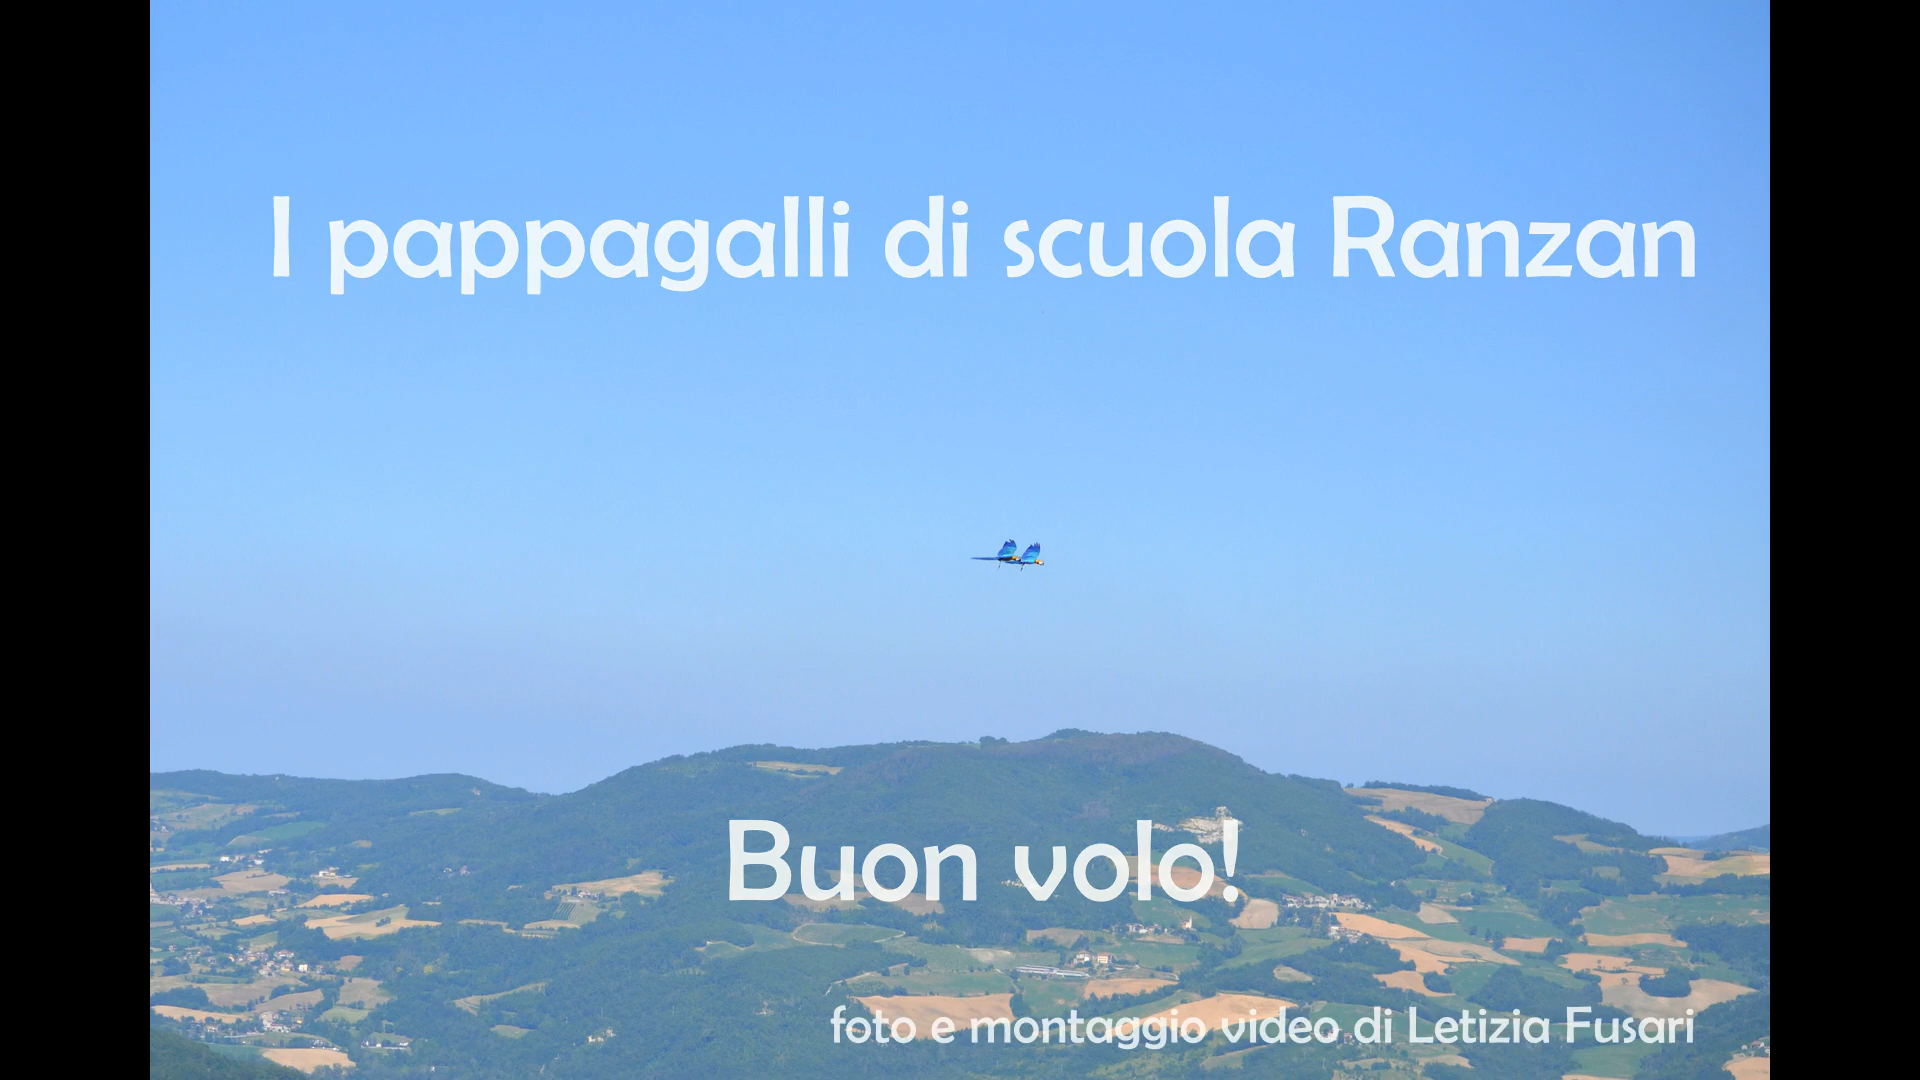 I pappagalli di scuola Ranzan
Buon volo!
foto e montaggio video di Letizia Fusari